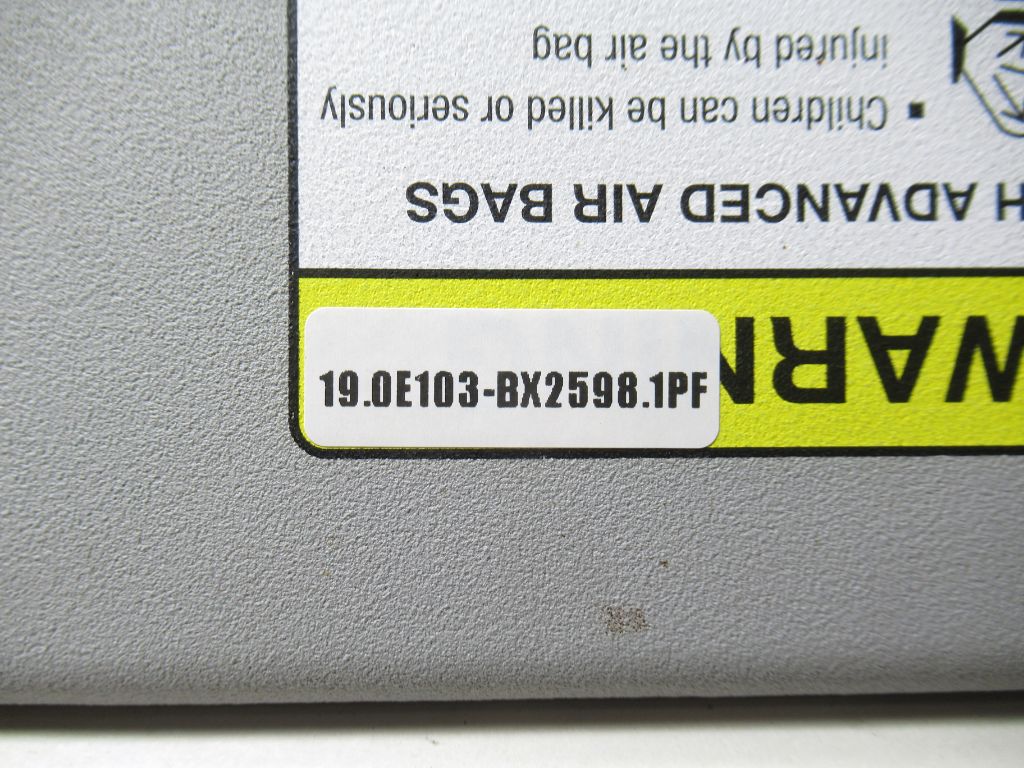 19.0E103-BX2598.1PF
WARN
H ADVANCED AIR BAGS
• Children can be killed or seriously
injured by the air bag